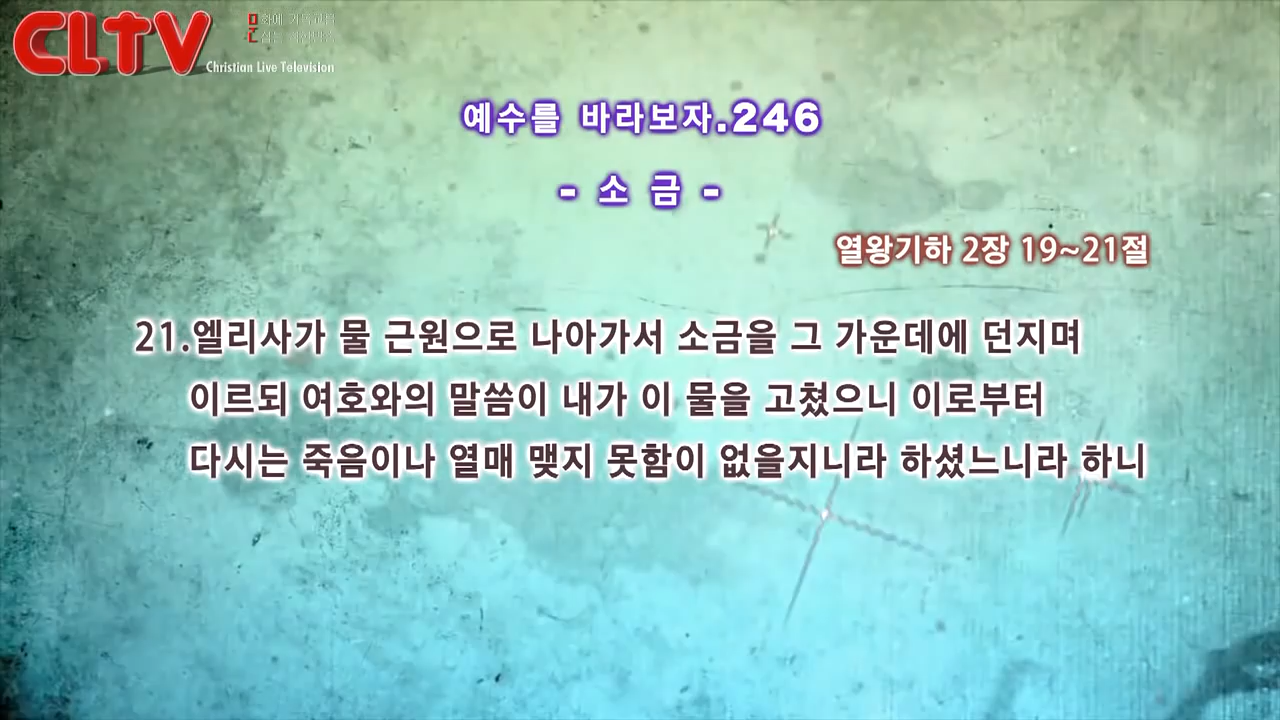 CLTV
Christian Live Television
예수를 바라보자.246
- 소 금 -
열왕기하 2장 19~21절
21.엘리사가 물 근원으로 나아가서 소금을 그 가운데에 던지며
이르되 여호와의 말씀이 내가 이 물을 고쳤으니 이로부터
다시는 죽음이나 열매 맺지 못함이 없을지니라 하셨느니라 하니